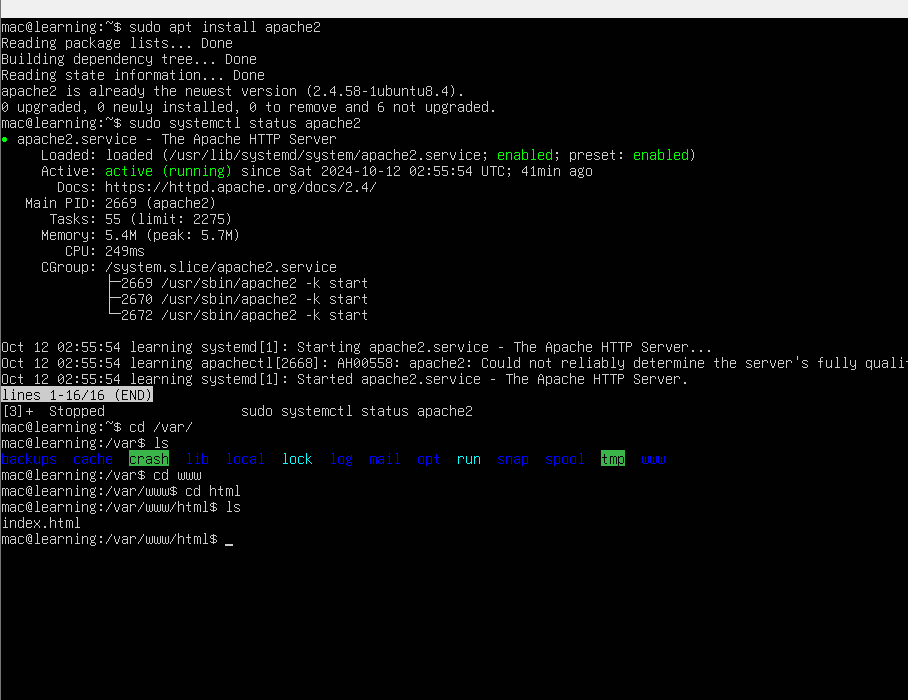 mac@learning:~$ sudo apt install apache2
Reading package lists... Done
Building dependency tree... Done
Reading state information... Done
apache2 is already the newest version (2.4.58-1ubuntu8.4).
0 upgraded, 0 newly installed, 0 to remove and 6 not upgraded.
mac@learning:~$ sudo systemctl status apache2
● apache2.service - The Apache HTTP Server
     Loaded: loaded (/usr/lib/systemd/system/apache2.service; enabled; preset: enabled)
     Active: active (running) since Sat 2024-10-12 02:55:54 UTC; 41min ago
       Docs: https://httpd.apache.org/docs/2.4/
   Main PID: 2669 (apache2)
      Tasks: 55 (limit: 2275)
     Memory: 5.4M (peak: 5.7M)
        CPU: 249ms
     CGroup: /system.slice/apache2.service
             ├─2669 /usr/sbin/apache2 -k start
             ├─2670 /usr/sbin/apache2 -k start
             └─2672 /usr/sbin/apache2 -k start
Oct 12 02:55:54 learning systemd[1]: Starting apache2.service - The Apache HTTP Server...
Oct 12 02:55:54 learning apachectl[2668]: AH00558: apache2: Could not reliably determine the server's fully quali
Oct 12 02:55:54 learning systemd[1]: Started apache2.service - The Apache HTTP Server.
lines 1-16/16 (END)
[3]+  Stopped                 sudo systemctl status apache2
mac@learning:~$ cd /var/
mac@learning:/var$ ls
backups  cache  crash  lib  local  lock  log  mail  opt  run  snap  spool  tmp  www
mac@learning:/var$ cd www
mac@learning:/var/www$ cd html
mac@learning:/var/www/html$ ls
index.html
mac@learning:/var/www/html$ _